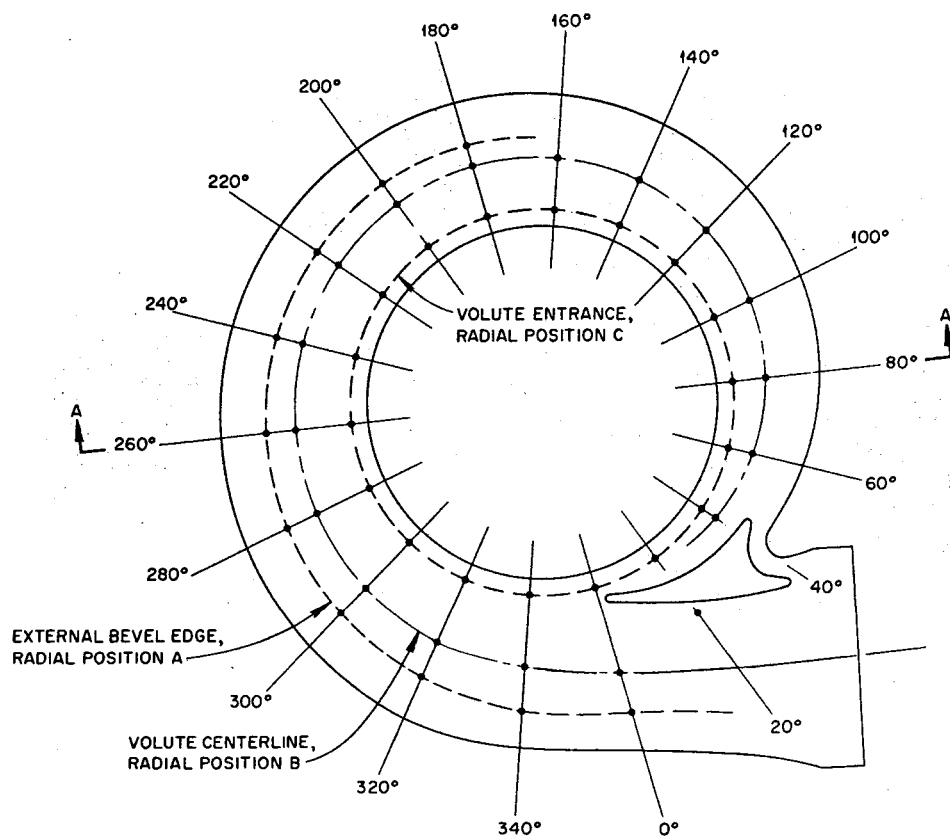 160°
180°
140°
200°
120°
220°
100°
VOLUTE ENTRANCE,
RADIAL POSITION C
240°
A
80°
A
260°
60°
280°
40°
EXTERNAL BEVEL EDGE,
RADIAL POSITION A
300°
20°
VOLUTE CENTERLINE,
RADIAL POSITION B
320°
340°
0°